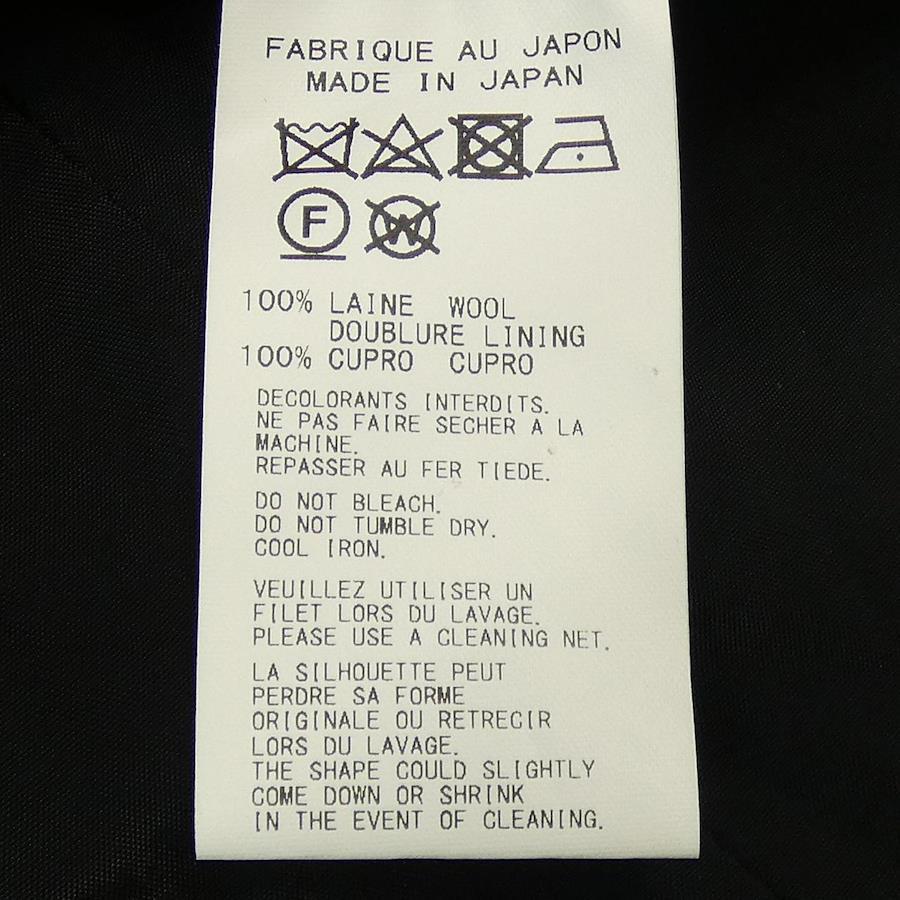 FABRIQUE AU JAPON
MADE IN JAPAN
F W
100% LAINE WOOL
DOUBLURE LINING
100% CUPRO CUPRO
DECOLORANTS INTERDITS.
NE PAS FAIRE SECHER A LA
MACHINE.
REPASSER AU FER TIEDE.
DO NOT BLEACH.
DO NOT TUMBLE DRY.
COOL IRON.
VEUILLEZ UTILISER UN
FILET LORS DU LAVAGE.
PLEASE USE A CLEANING NET.
LA SILHOUETTE PEUT
PERDRE SA FORME
ORIGINALE OU RETRECIR
LORS DU LAVAGE.
THE SHAPE COULD SLIGHTLY
COME DOWN OR SHRINK
IN THE EVENT OF CLEANING.